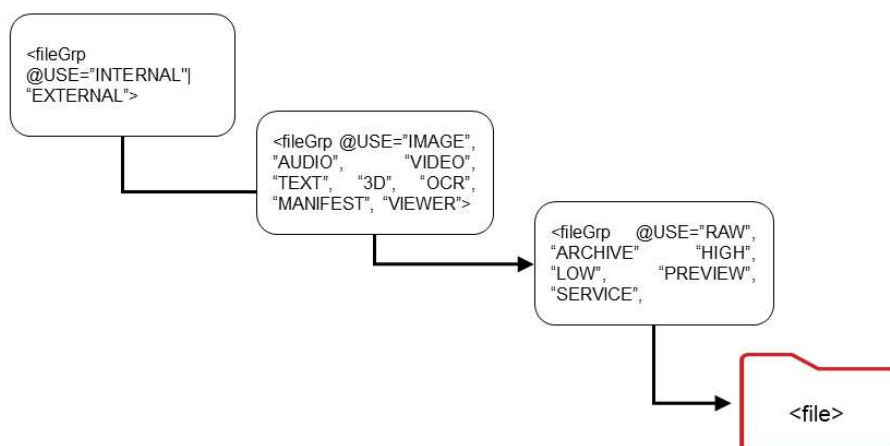 <fileGrp
@USE="INTERNAL"|
“EXTERNAL”>
<fileGrp @USE=”IMAGE”,
”AUDIO”, “VIDEO”,
“TEXT”, “3D”, “OCR”,
“MANIFEST”, “VIEWER”>
<fileGrp @USE=”RAW”,
“ARCHIVE” “HIGH”,
“LOW”, “PREVIEW”,
“SERVICE”,
<file>